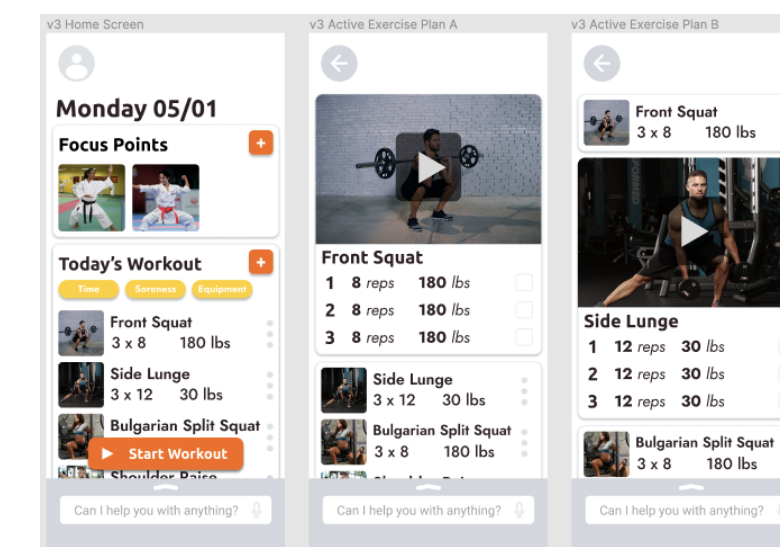 v3 Home Screen
Monday 05/01
Focus Points
+
Today's Workout
+
Time Soreness Equipment
Front Squat
3 x 8 180 lbs
Side Lunge
3 x 12 30 lbs
Bulgarian Split Squat
Start Workout
Shoulder Raise
Can I help you with anything?
v3 Active Exercise Plan A
Front Squat
1 8 reps 180 lbs
2 8 reps 180 lbs
3 8 reps 180 lbs
Side Lunge
3 x 12 30 lbs
Bulgarian Split Squat
3 x 8 180 lbs
Can I help you with anything?
v3 Active Exercise Plan B
Front Squat
3 x 8 180 lbs
FORMED
Side Lunge
1 12 reps 30 lbs
2 12 reps 30 lbs
3 12 reps 30 lbs
Bulgarian Split Squat
3 x 8 180 lbs
Can I help you with anything?